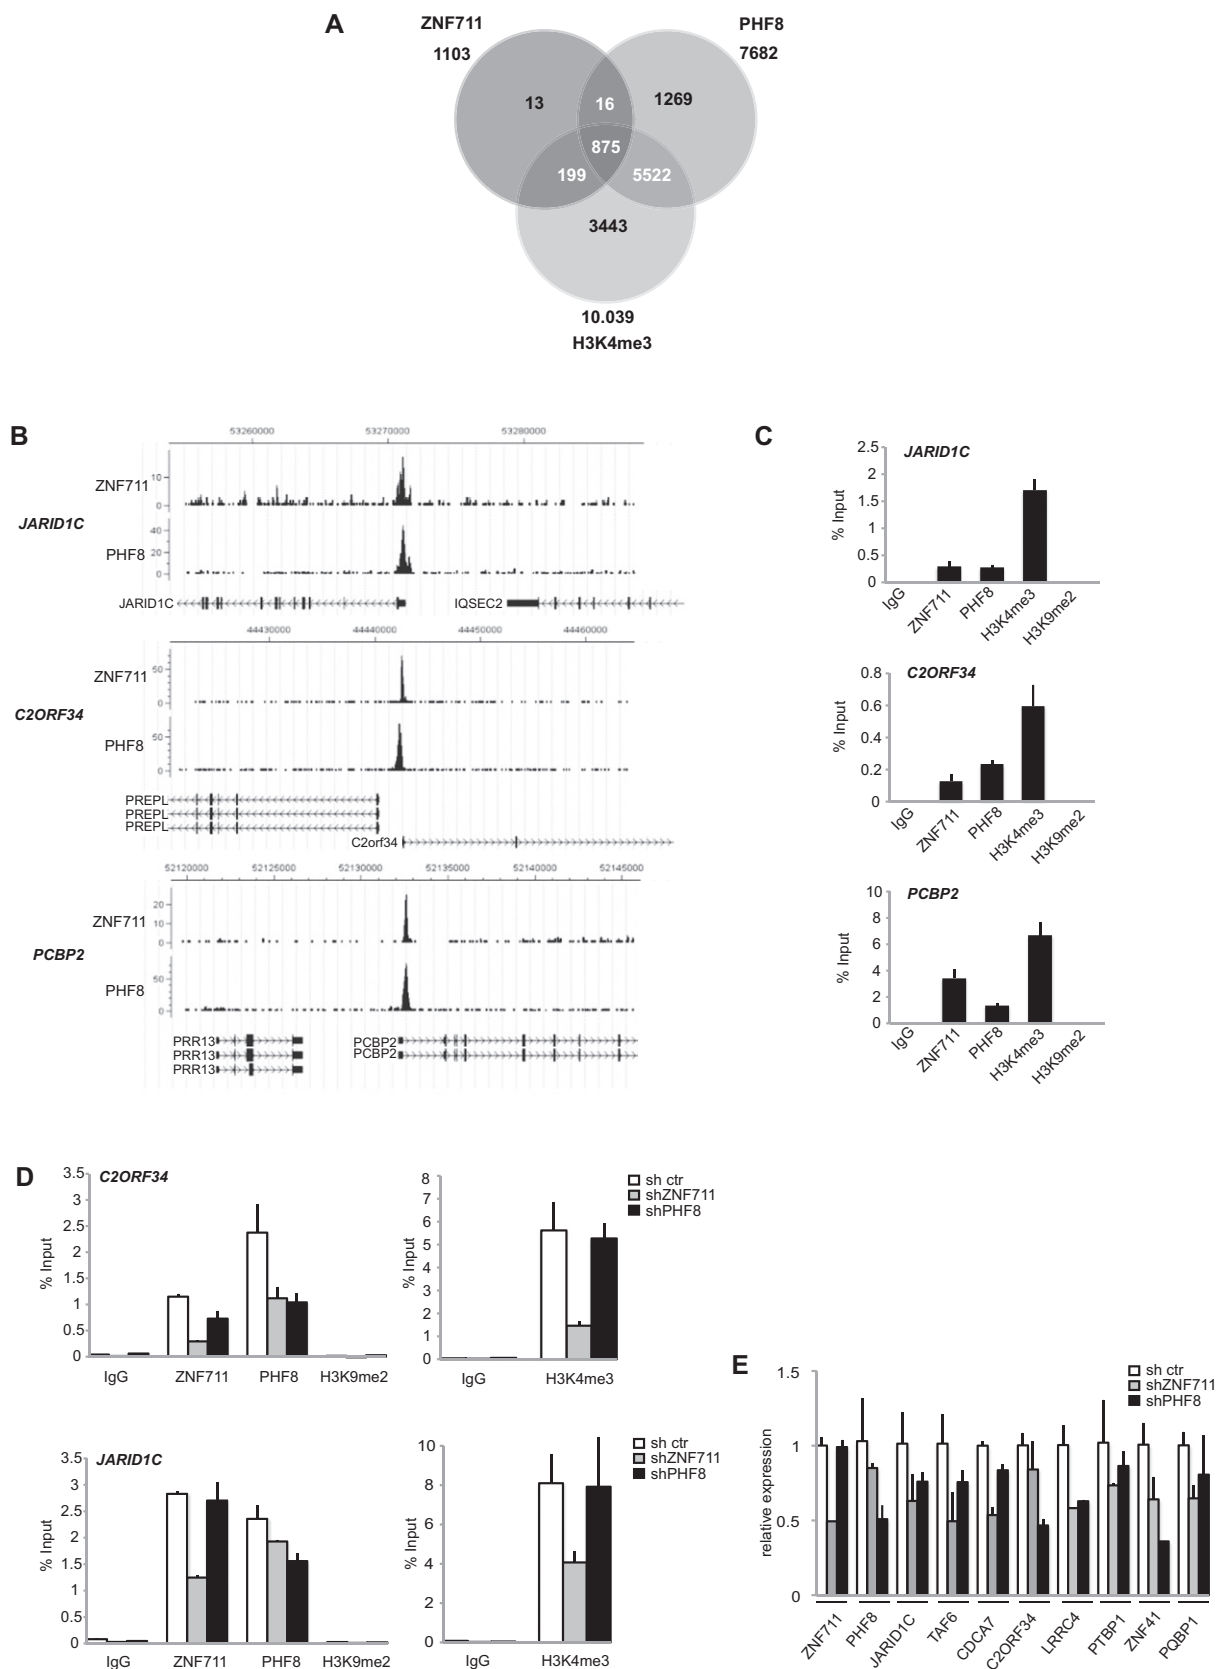 A
ZNF711
1103
PHF8
7682
13
16
1269
875
199
5522
3443
10.039
H3K4me3
B
53260000 53270000 53280000
ZNF711
10
0
JARID1C
PHF8
40
20
0
JARID1C
IQSEC2
44430000 44440000 44450000 44460000
ZNF711
50
0
C2ORF34
PHF8
50
0
PREPL
PREPL
PREPL
C2orf34
52120000 52125000 52130000 52135000 52140000 52145000
ZNF711
20
10
0
PCBP2
PHF8
50
0
PRR13
PRR13
PRR13
PCBP2
PCBP2
C
JARID1C
% Input
2.5
2
1.5
1
0.5
0
IgG ZNF711 PHF8 H3K4me3 H3K9me2
C2ORF34
% Input
0.8
0.6
0.4
0.2
0
IgG ZNF711 PHF8 H3K4me3 H3K9me2
PCBP2
% Input
10
8
6
4
2
0
IgG ZNF711 PHF8 H3K4me3 H3K9me2
D
C2ORF34
% Input
3.5
3
2.5
2
1.5
1
0.5
0
IgG ZNF711 PHF8 H3K9me2
% Input
8
7
6
5
4
3
2
1
0
IgG H3K4me3
sh ctr
shZNF711
shPHF8
JARID1C
% Input
3.5
3
2.5
2
1.5
1
0.5
0
IgG ZNF711 PHF8 H3K9me2
% Input
10
8
6
4
2
0
IgG H3K4me3
sh ctr
shZNF711
shPHF8
E
relative expression
1.5
1
0.5
0
sh ctr
shZNF711
shPHF8
ZNF711 PHF8 JARID1C TAF6 CDCA7 C2ORF34 LRRC4 PTBP1 ZNF41 PQBP1